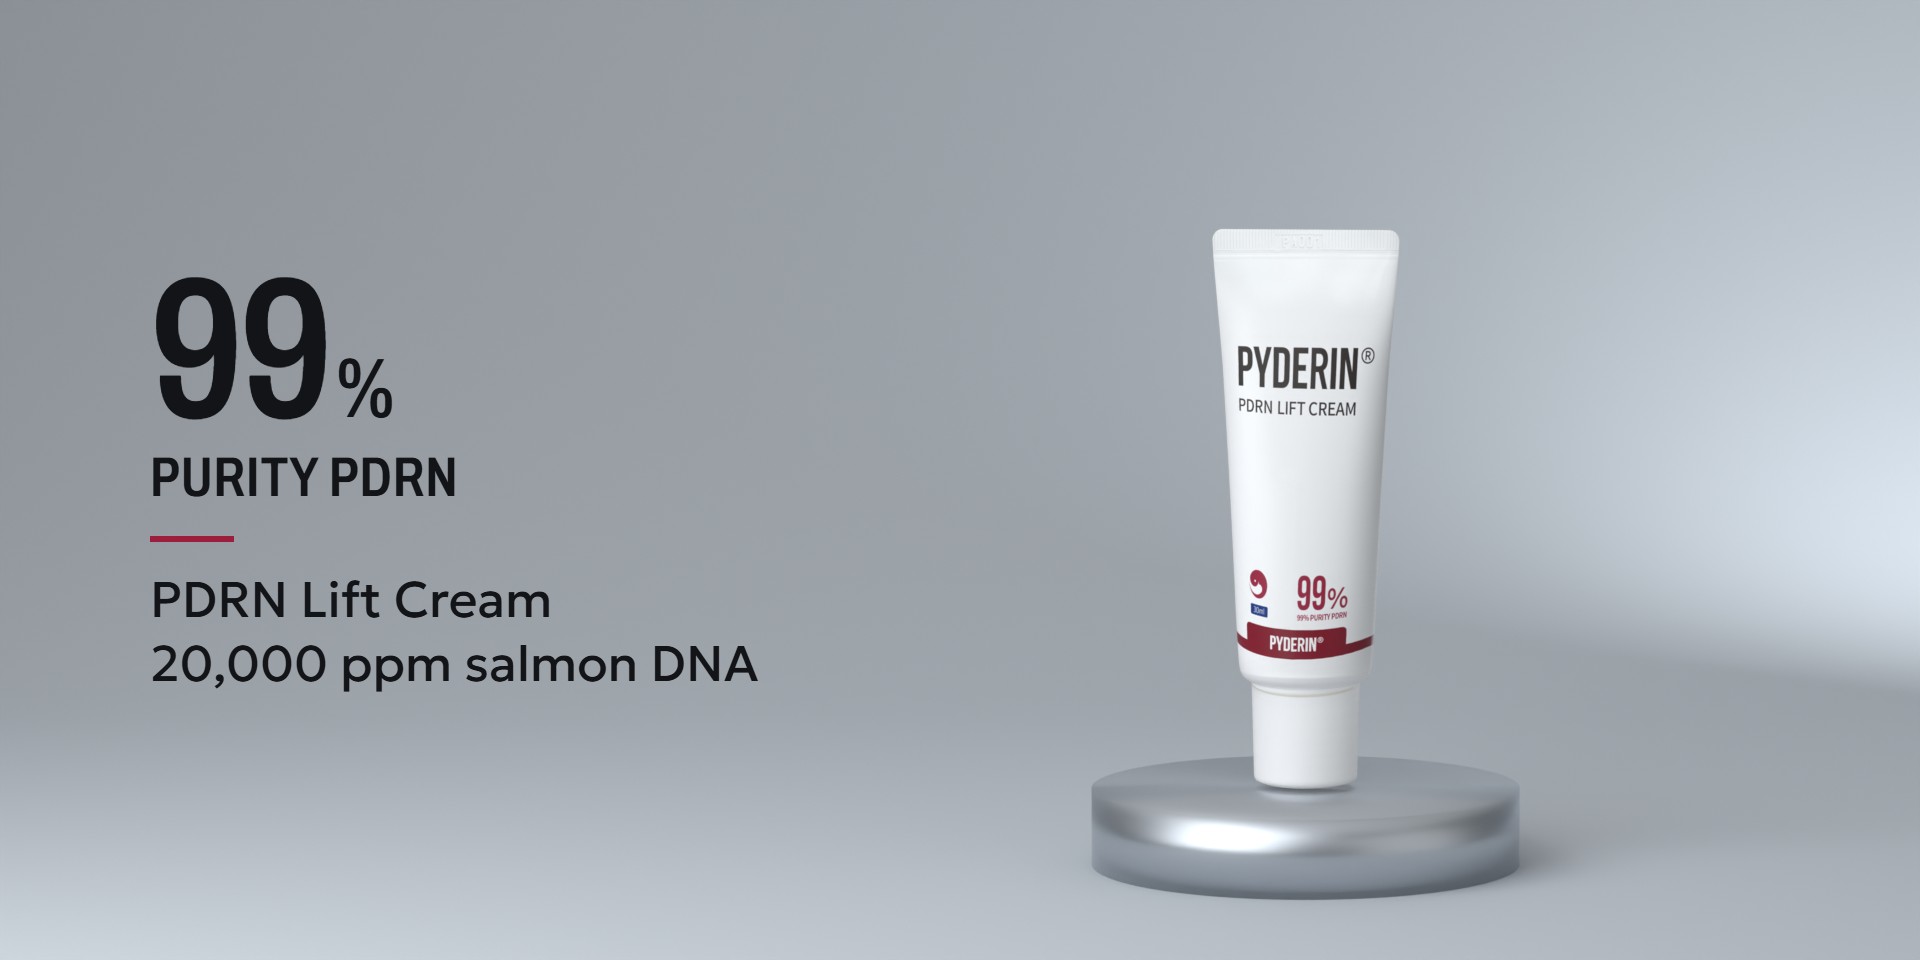 99%
PURITY PDRN
PDRN Lift Cream
20,000 ppm salmon DNA
PYDERIN®
PDRN LIFT CREAM
99%
30ml
99% PURITY PDRN
PYDERIN®